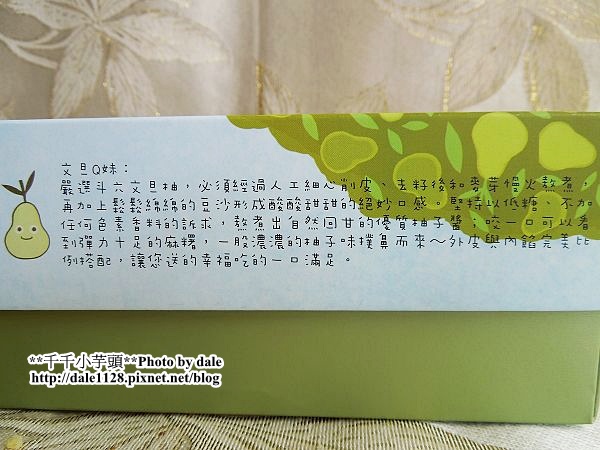 文旦Q妹：
嚴選斗六文旦柚，必須經過人工細心削皮、去籽後和麥芽慢火熬煮，
再加上鬆鬆綿綿的豆沙形成酸酸甜甜的絕妙口感。堅持以低糖、不加
任何色素香料的訴求，熬煮出自然回甘的優質柚子醬，咬一口可以看
到彈力十足的麻糬，一股濃濃的柚子味撲鼻而來～外皮與內餡完美比
例搭配，讓您送的幸福吃的一口滿足。
**千千小芋頭**Photo by dale
http://dale1128.pixnet.net/blog